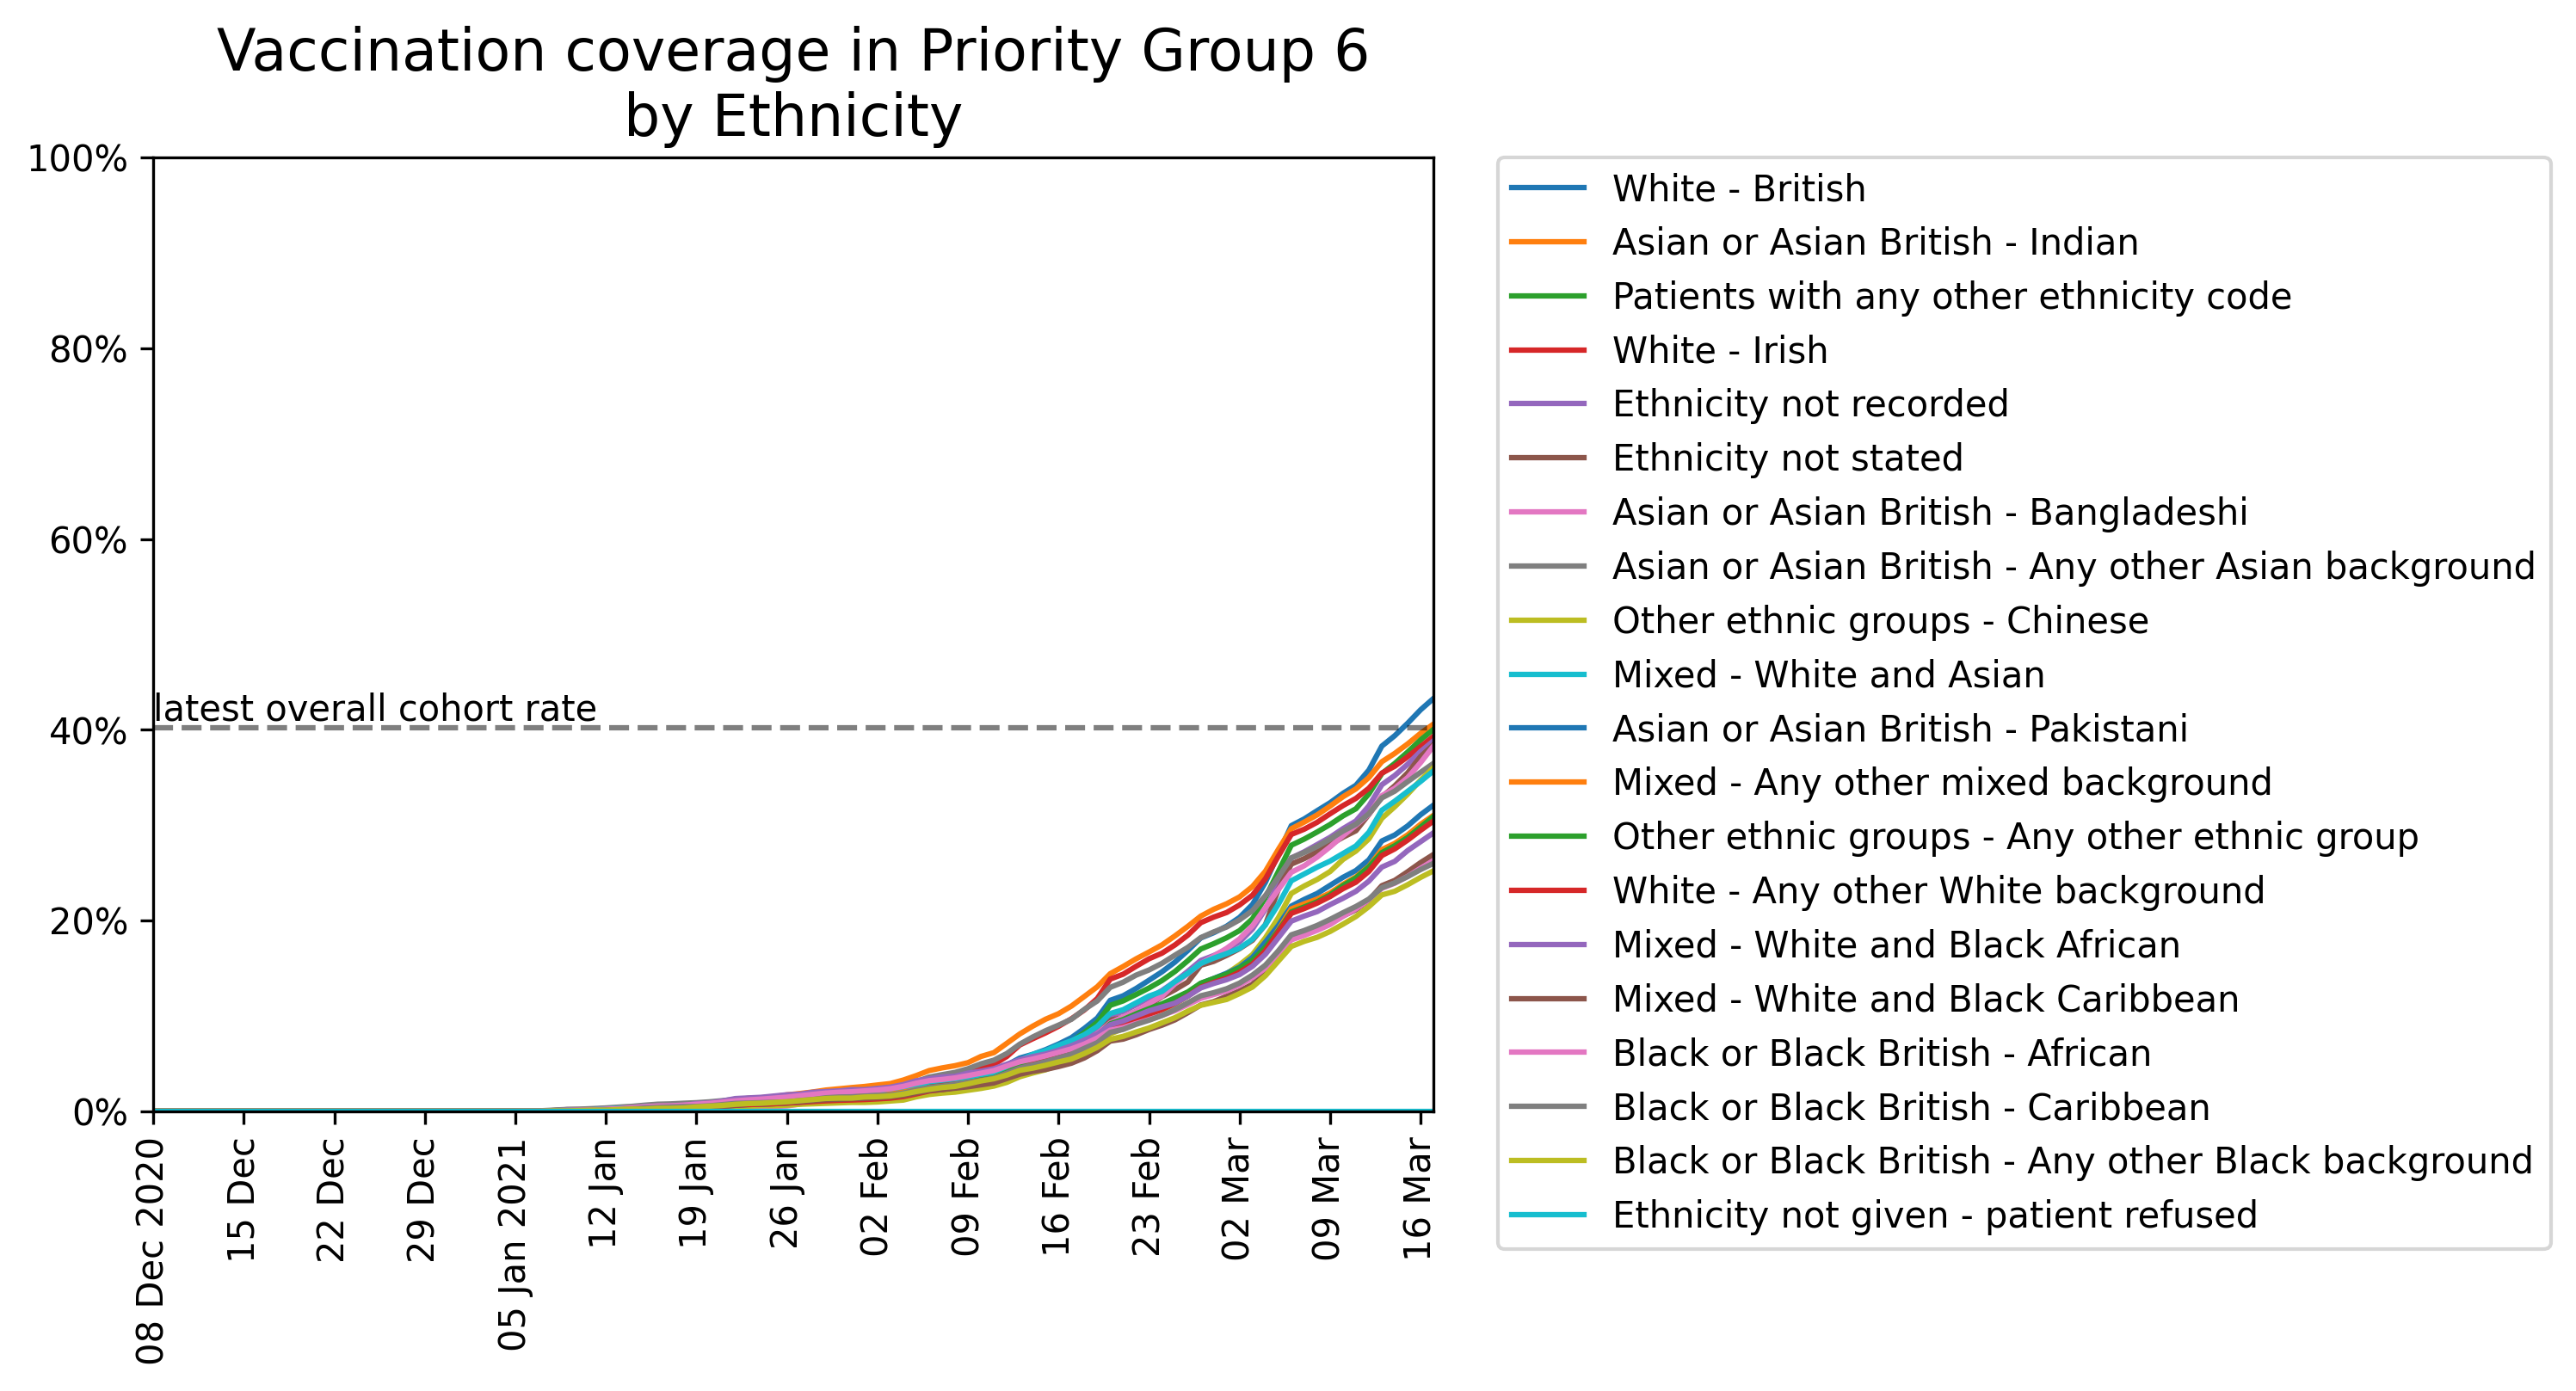 Vaccination coverage in Priority Group 6
by Ethnicity
100%
80%
60%
40%
20%
0%
latest overall cohort rate
08 Dec 2020
15 Dec
22 Dec
29 Dec
05 Jan 2021
12 Jan
19 Jan
26 Jan
02 Feb
09 Feb
16 Feb
23 Feb
02 Mar
09 Mar
16 Mar
White - British
Asian or Asian British - Indian
Patients with any other ethnicity code
White - Irish
Ethnicity not recorded
Ethnicity not stated
Asian or Asian British - Bangladeshi
Asian or Asian British - Any other Asian background
Other ethnic groups - Chinese
Mixed - White and Asian
Asian or Asian British - Pakistani
Mixed - Any other mixed background
Other ethnic groups - Any other ethnic group
White - Any other White background
Mixed - White and Black African
Mixed - White and Black Caribbean
Black or Black British - African
Black or Black British - Caribbean
Black or Black British - Any other Black background
Ethnicity not given - patient refused